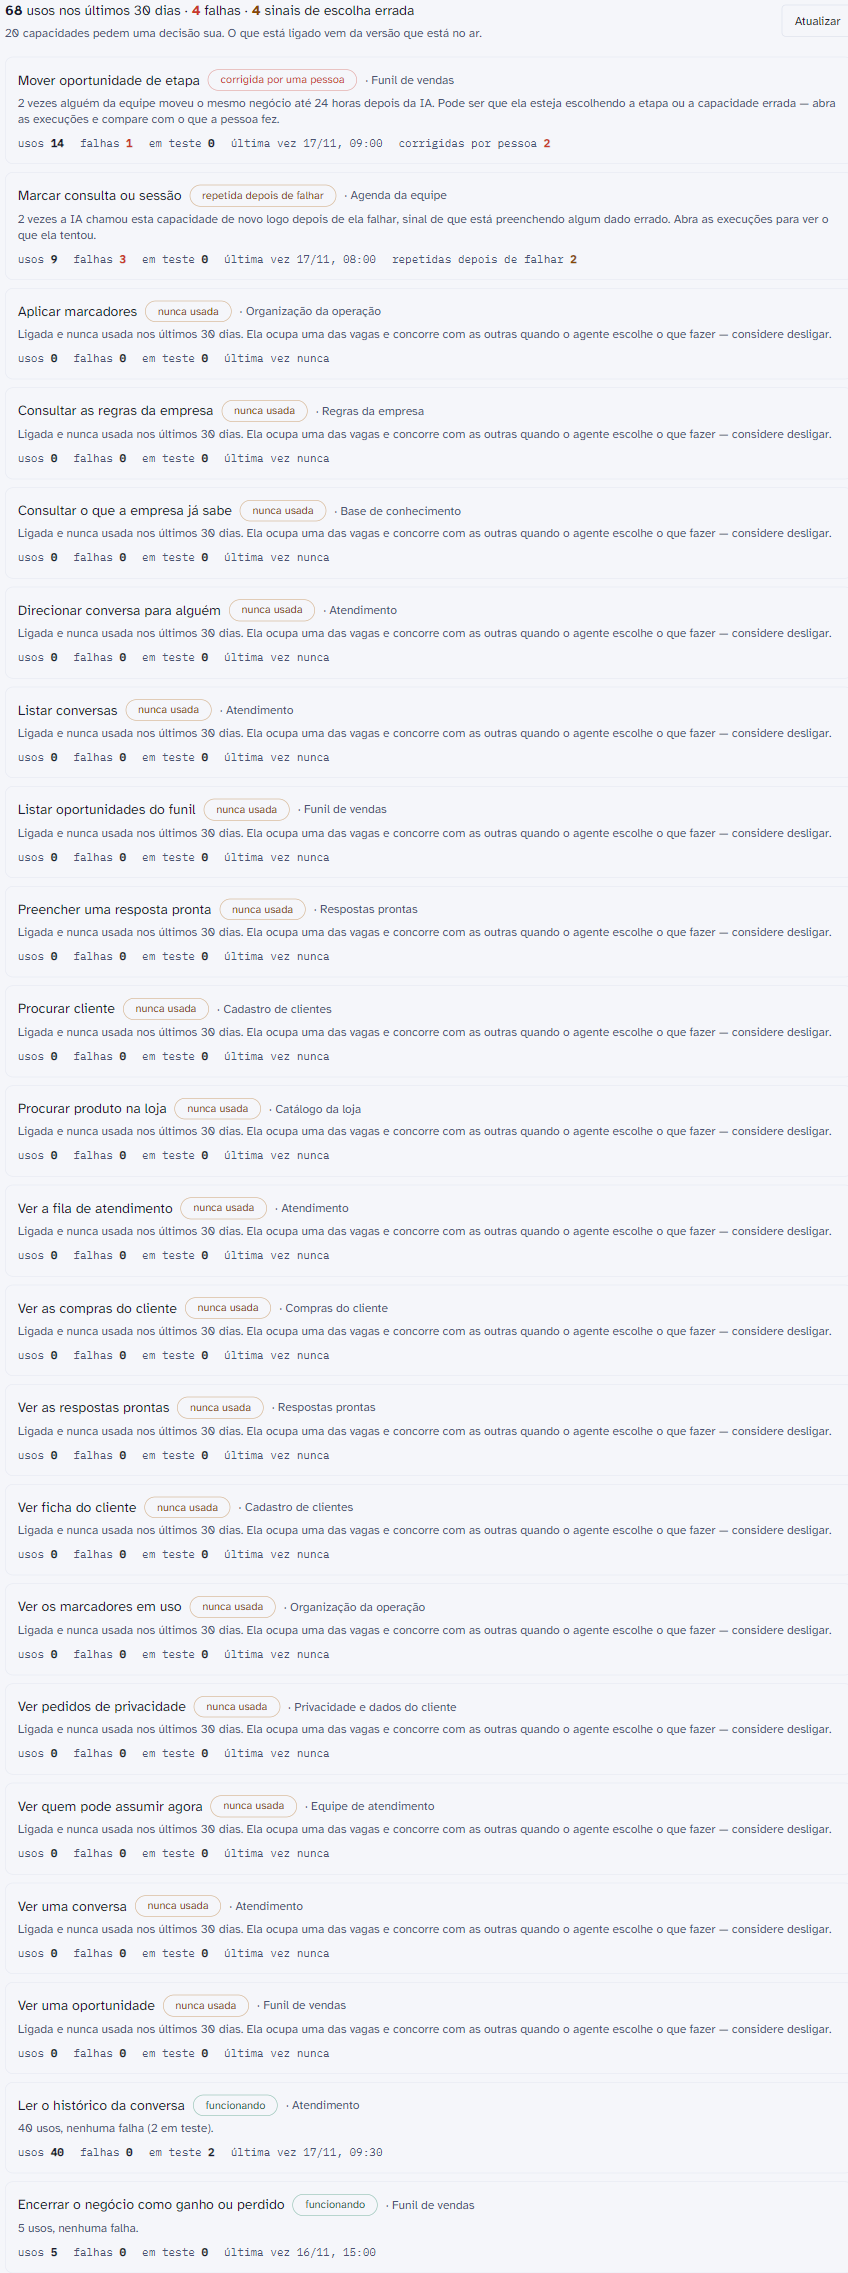 68 usos nos últimos 30 dias · 4 falhas · 4 sinais de escolha errada
Atualizar
20 capacidades pedem uma decisão sua. O que está ligado vem da versão que está no ar.
Mover oportunidade de etapa corrigida por uma pessoa · Funil de vendas
2 vezes alguém da equipe moveu o mesmo negócio até 24 horas depois da IA. Pode ser que ela esteja escolhendo a etapa ou a capacidade errada — abra
as execuções e compare com o que a pessoa fez.
usos 14 falhas 1 em teste 0 última vez 17/11, 09:00 corrigidas por pessoa 2
Marcar consulta ou sessão repetida depois de falhar · Agenda da equipe
2 vezes a IA chamou esta capacidade de novo logo depois de ela falhar, sinal de que está preenchendo algum dado errado. Abra as execuções para ver o
que ela tentou.
usos 9 falhas 3 em teste 0 última vez 17/11, 08:00 repetidas depois de falhar 2
Aplicar marcadores nunca usada · Organização da operação
Ligada e nunca usada nos últimos 30 dias. Ela ocupa uma das vagas e concorre com as outras quando o agente escolhe o que fazer — considere desligar.
usos 0 falhas 0 em teste 0 última vez nunca
Consultar as regras da empresa nunca usada · Regras da empresa
Ligada e nunca usada nos últimos 30 dias. Ela ocupa uma das vagas e concorre com as outras quando o agente escolhe o que fazer — considere desligar.
usos 0 falhas 0 em teste 0 última vez nunca
Consultar o que a empresa já sabe nunca usada · Base de conhecimento
Ligada e nunca usada nos últimos 30 dias. Ela ocupa uma das vagas e concorre com as outras quando o agente escolhe o que fazer — considere desligar.
usos 0 falhas 0 em teste 0 última vez nunca
Direcionar conversa para alguém nunca usada · Atendimento
Ligada e nunca usada nos últimos 30 dias. Ela ocupa uma das vagas e concorre com as outras quando o agente escolhe o que fazer — considere desligar.
usos 0 falhas 0 em teste 0 última vez nunca
Listar conversas nunca usada · Atendimento
Ligada e nunca usada nos últimos 30 dias. Ela ocupa uma das vagas e concorre com as outras quando o agente escolhe o que fazer — considere desligar.
usos 0 falhas 0 em teste 0 última vez nunca
Listar oportunidades do funil nunca usada · Funil de vendas
Ligada e nunca usada nos últimos 30 dias. Ela ocupa uma das vagas e concorre com as outras quando o agente escolhe o que fazer — considere desligar.
usos 0 falhas 0 em teste 0 última vez nunca
Preencher uma resposta pronta nunca usada · Respostas prontas
Ligada e nunca usada nos últimos 30 dias. Ela ocupa uma das vagas e concorre com as outras quando o agente escolhe o que fazer — considere desligar.
usos 0 falhas 0 em teste 0 última vez nunca
Procurar cliente nunca usada · Cadastro de clientes
Ligada e nunca usada nos últimos 30 dias. Ela ocupa uma das vagas e concorre com as outras quando o agente escolhe o que fazer — considere desligar.
usos 0 falhas 0 em teste 0 última vez nunca
Procurar produto na loja nunca usada · Catálogo da loja
Ligada e nunca usada nos últimos 30 dias. Ela ocupa uma das vagas e concorre com as outras quando o agente escolhe o que fazer — considere desligar.
usos 0 falhas 0 em teste 0 última vez nunca
Ver a fila de atendimento nunca usada · Atendimento
Ligada e nunca usada nos últimos 30 dias. Ela ocupa uma das vagas e concorre com as outras quando o agente escolhe o que fazer — considere desligar.
usos 0 falhas 0 em teste 0 última vez nunca
Ver as compras do cliente nunca usada · Compras do cliente
Ligada e nunca usada nos últimos 30 dias. Ela ocupa uma das vagas e concorre com as outras quando o agente escolhe o que fazer — considere desligar.
usos 0 falhas 0 em teste 0 última vez nunca
Ver as respostas prontas nunca usada · Respostas prontas
Ligada e nunca usada nos últimos 30 dias. Ela ocupa uma das vagas e concorre com as outras quando o agente escolhe o que fazer — considere desligar.
usos 0 falhas 0 em teste 0 última vez nunca
Ver ficha do cliente nunca usada · Cadastro de clientes
Ligada e nunca usada nos últimos 30 dias. Ela ocupa uma das vagas e concorre com as outras quando o agente escolhe o que fazer — considere desligar.
usos 0 falhas 0 em teste 0 última vez nunca
Ver os marcadores em uso nunca usada · Organização da operação
Ligada e nunca usada nos últimos 30 dias. Ela ocupa uma das vagas e concorre com as outras quando o agente escolhe o que fazer — considere desligar.
usos 0 falhas 0 em teste 0 última vez nunca
Ver pedidos de privacidade nunca usada · Privacidade e dados do cliente
Ligada e nunca usada nos últimos 30 dias. Ela ocupa uma das vagas e concorre com as outras quando o agente escolhe o que fazer — considere desligar.
usos 0 falhas 0 em teste 0 última vez nunca
Ver quem pode assumir agora nunca usada · Equipe de atendimento
Ligada e nunca usada nos últimos 30 dias. Ela ocupa uma das vagas e concorre com as outras quando o agente escolhe o que fazer — considere desligar.
usos 0 falhas 0 em teste 0 última vez nunca
Ver uma conversa nunca usada · Atendimento
Ligada e nunca usada nos últimos 30 dias. Ela ocupa uma das vagas e concorre com as outras quando o agente escolhe o que fazer — considere desligar.
usos 0 falhas 0 em teste 0 última vez nunca
Ver uma oportunidade nunca usada · Funil de vendas
Ligada e nunca usada nos últimos 30 dias. Ela ocupa uma das vagas e concorre com as outras quando o agente escolhe o que fazer — considere desligar.
usos 0 falhas 0 em teste 0 última vez nunca
Ler o histórico da conversa funcionando · Atendimento
40 usos, nenhuma falha (2 em teste).
usos 40 falhas 0 em teste 2 última vez 17/11, 09:30
Encerrar o negócio como ganho ou perdido funcionando · Funil de vendas
5 usos, nenhuma falha.
usos 5 falhas 0 em teste 0 última vez 16/11, 15:00